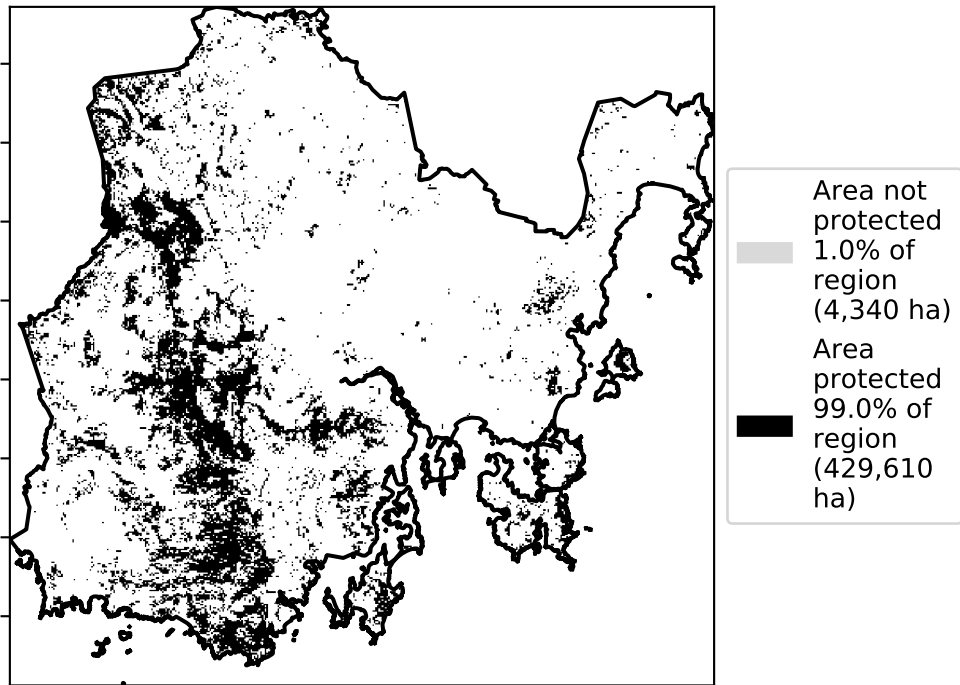 Area not
protected
1.0% of
region
(4,340 ha)
Area
protected
99.0% of
region
(429,610
ha)